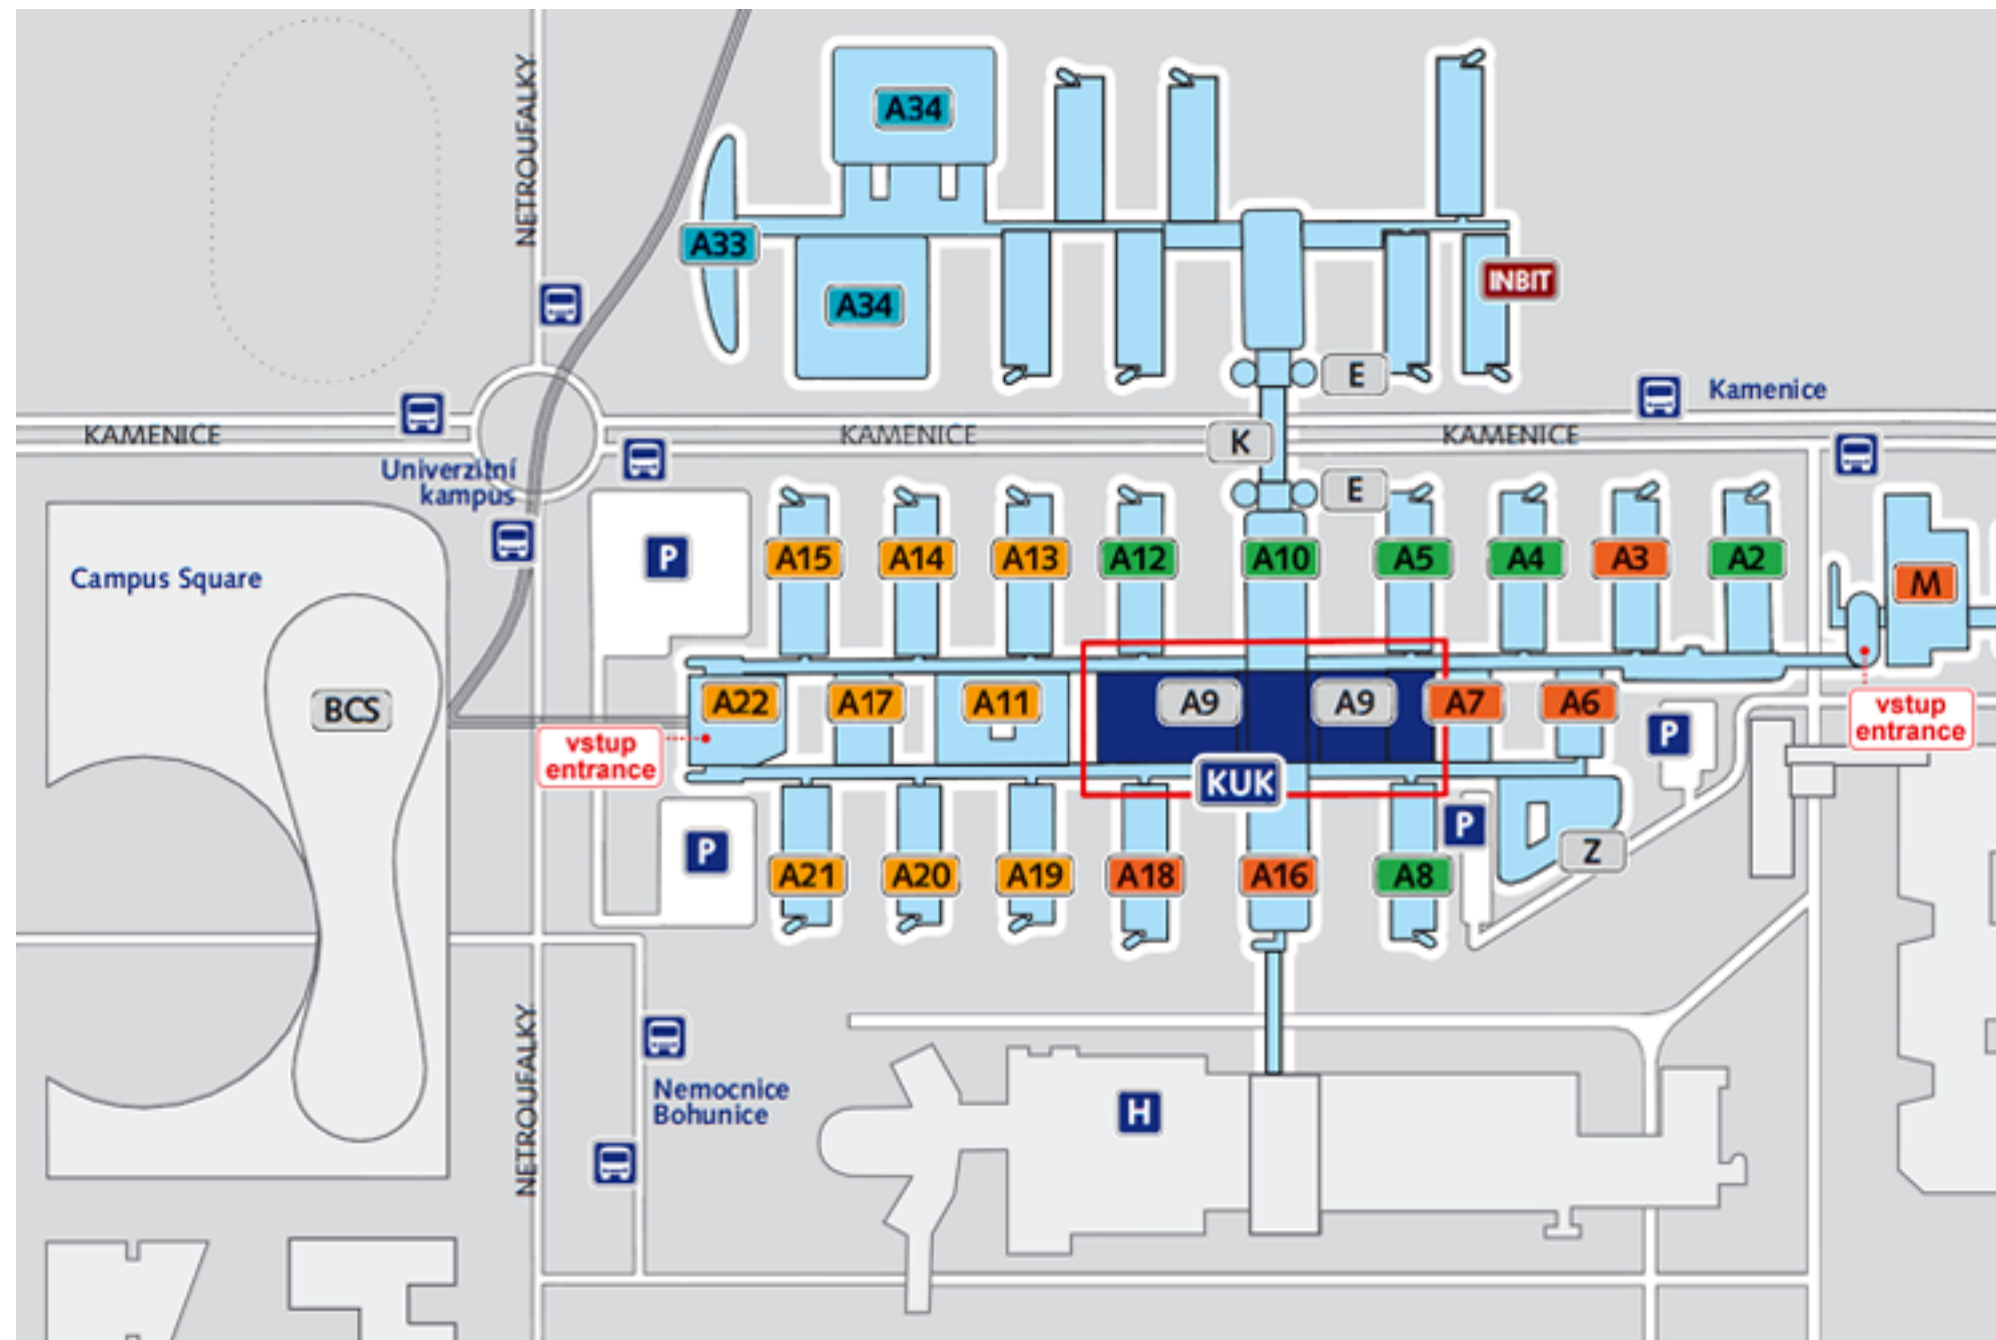 NETROUFALKY
A34
A33
A34
INBIT
E
KAMENICE
KAMENICE
K
KAMENICE
Kamenice
Univerzitní
kampus
E
Campus Square
P
A15
A14
A13
A12
A10
A5
A4
A3
A2
M
BCS
A22
A17
A11
A9
A9
A7
A6
P
vstup
entrance
vstup
entrance
KUK
P
P
Z
A21
A20
A19
A18
A16
A8
NETROUFALKY
Nemocnice
Bohunice
H